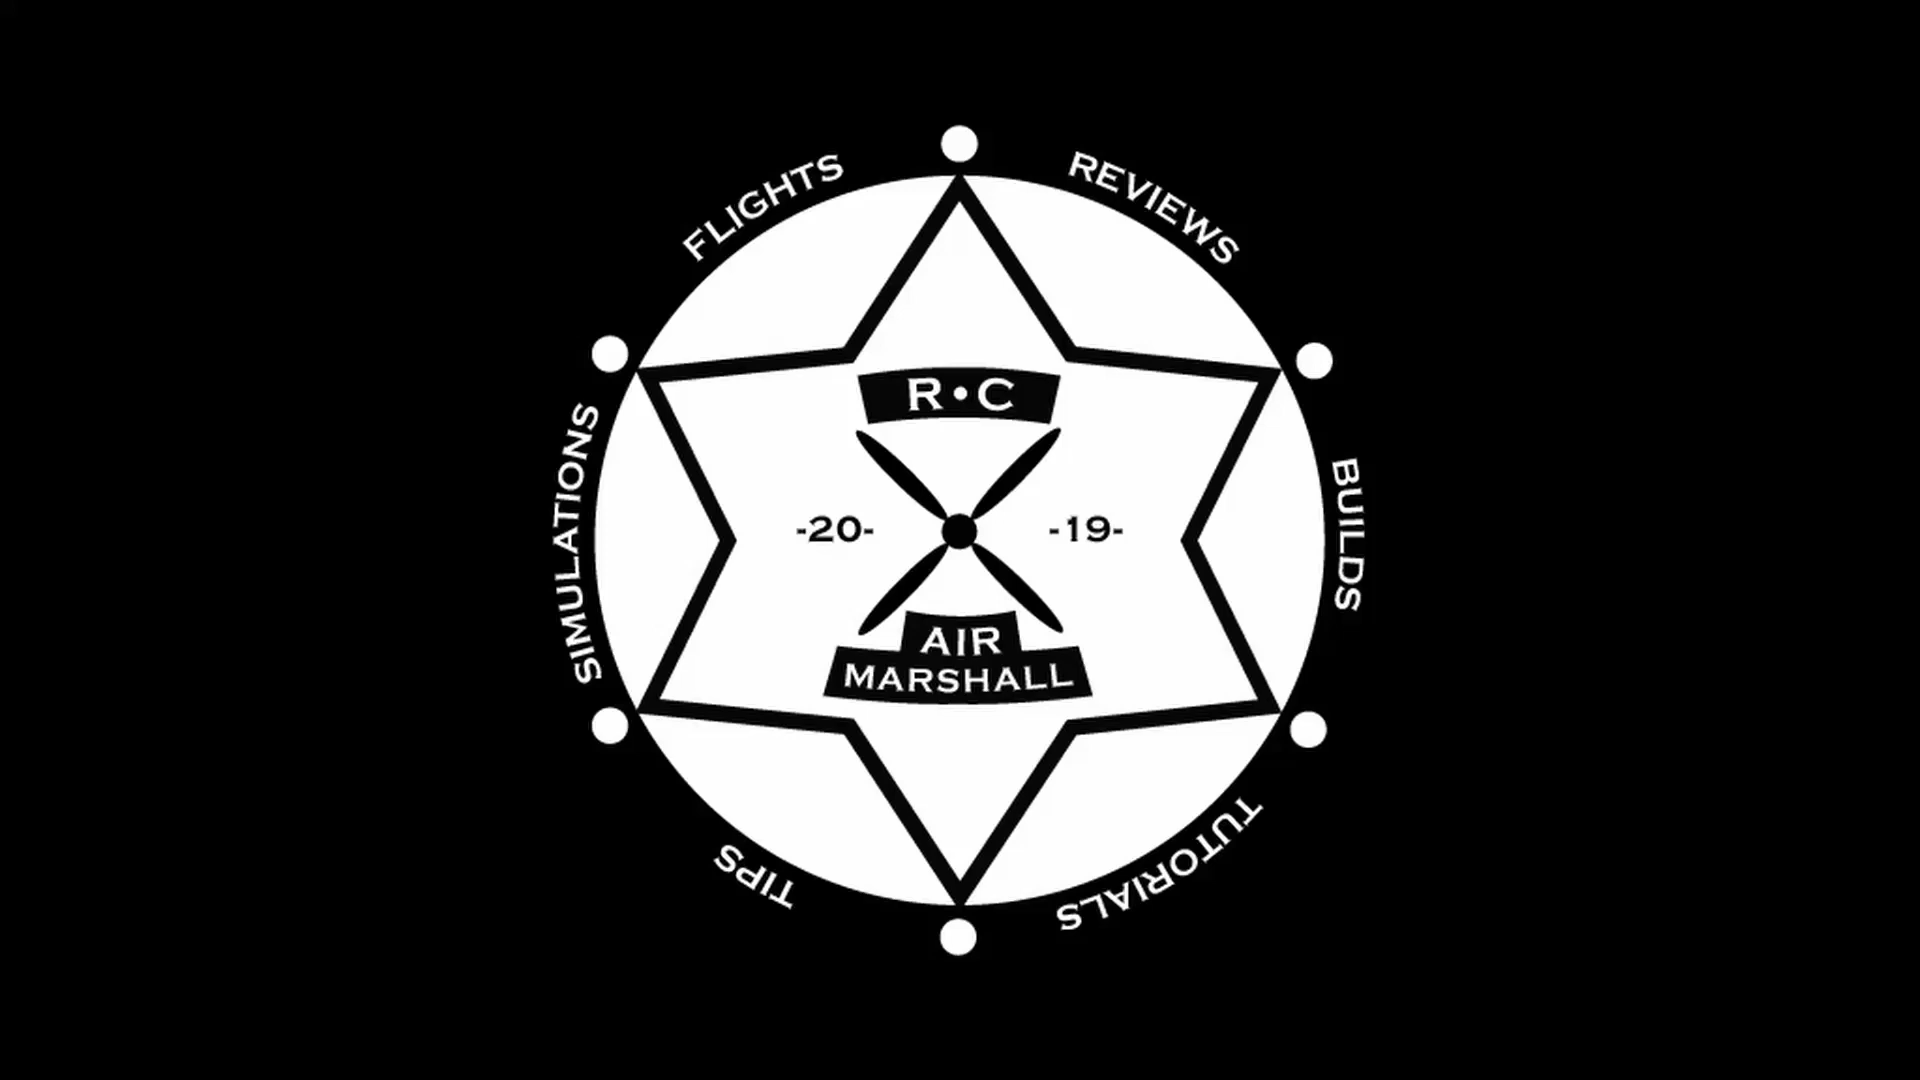 FLIGHTS
REVIEWS
BUILDS
TUTORIALS
TIPS
SIMULATIONS
R•C
-20- -19-
AIR
MARSHALL